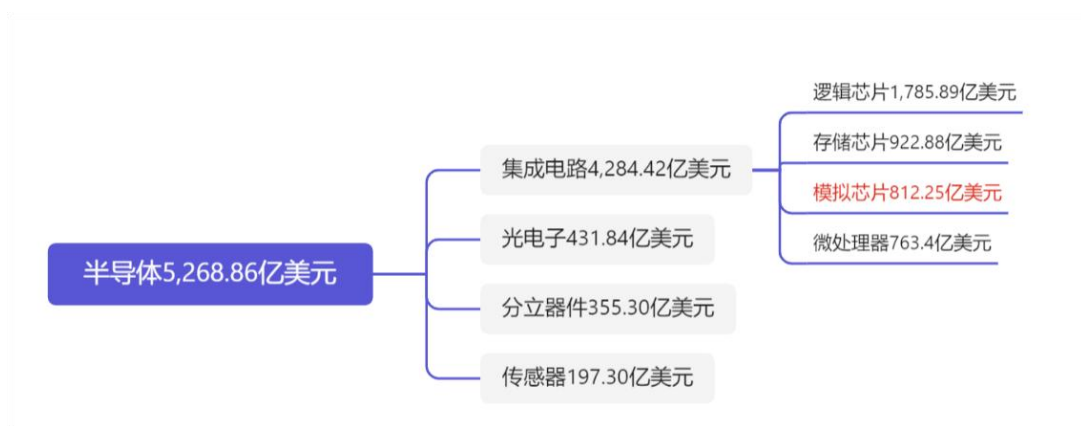 半导体5,268.86亿美元
集成电路4,284.42亿美元
逻辑芯片1,785.89亿美元
存储芯片922.88亿美元
模拟芯片812.25亿美元
微处理器763.4亿美元
光电子431.84亿美元
分立器件355.30亿美元
传感器197.30亿美元